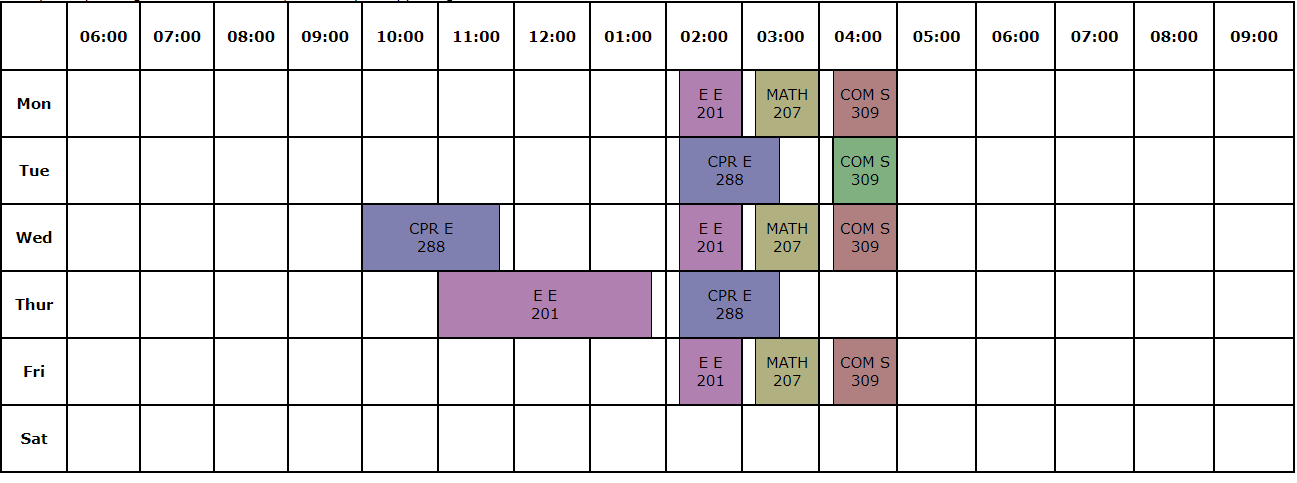 06:00 07:00 08:00 09:00 10:00 11:00 12:00 01:00 02:00 03:00 04:00 05:00 06:00 07:00 08:00 09:00
Mon E E 201 MATH 207 COM S 309
Tue CPR E 288 COM S 309
Wed CPR E 288 E E 201 MATH 207 COM S 309
Thur E E 201 CPR E 288
Fri E E 201 MATH 207 COM S 309
Sat